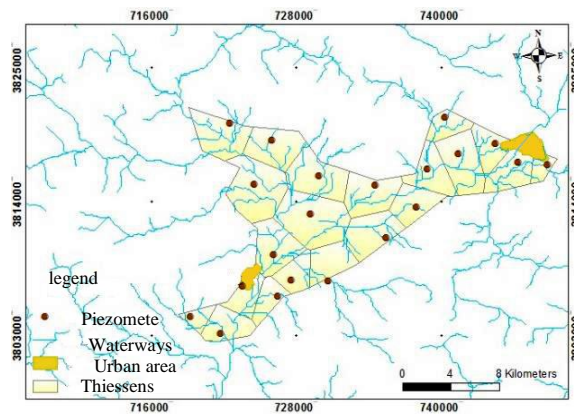 716000 728000 740000
N
W E
S
3825000
3814000
3803000
legend
Piezomete
Waterways
Urban area
Thiessens
0 4 8 Kilometers
716000 728000 740000